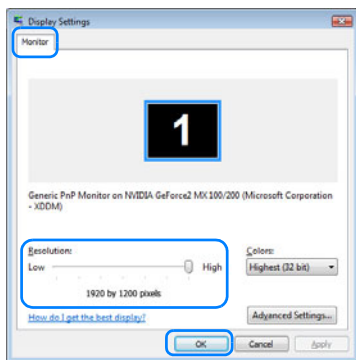 Display Settings
Monitor
1
Generic PnP Monitor on NVIDIA GeForce2 MX 100/200 (Microsoft Corporation
- XDDM)
Resolution: Colors:
Low High Highest (32 bit)
1920 by 1200 pixels
How do I get the best display? Advanced Settings...
OK Cancel Apply